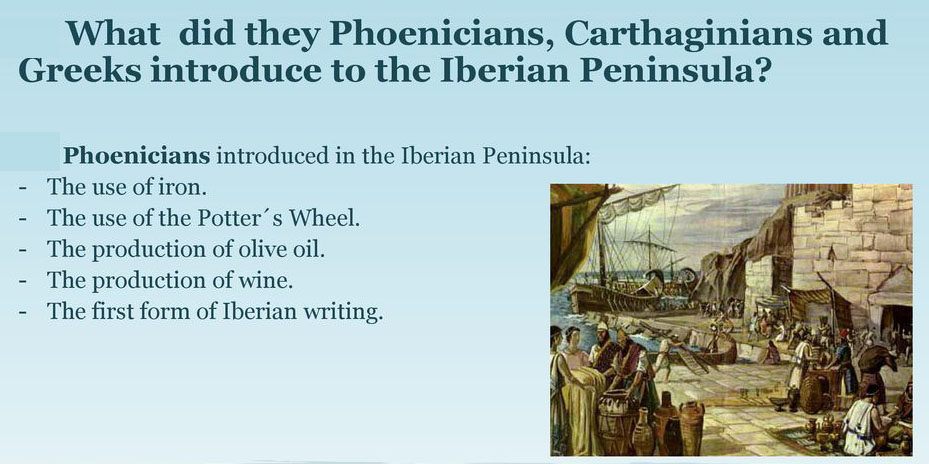 What did they Phoenicians, Carthaginians and
Greeks introduce to the Iberian Peninsula?
Phoenicians introduced in the Iberian Peninsula:
- The use of iron.
- The use of the Potter´s Wheel.
- The production of olive oil.
- The production of wine.
- The first form of Iberian writing.